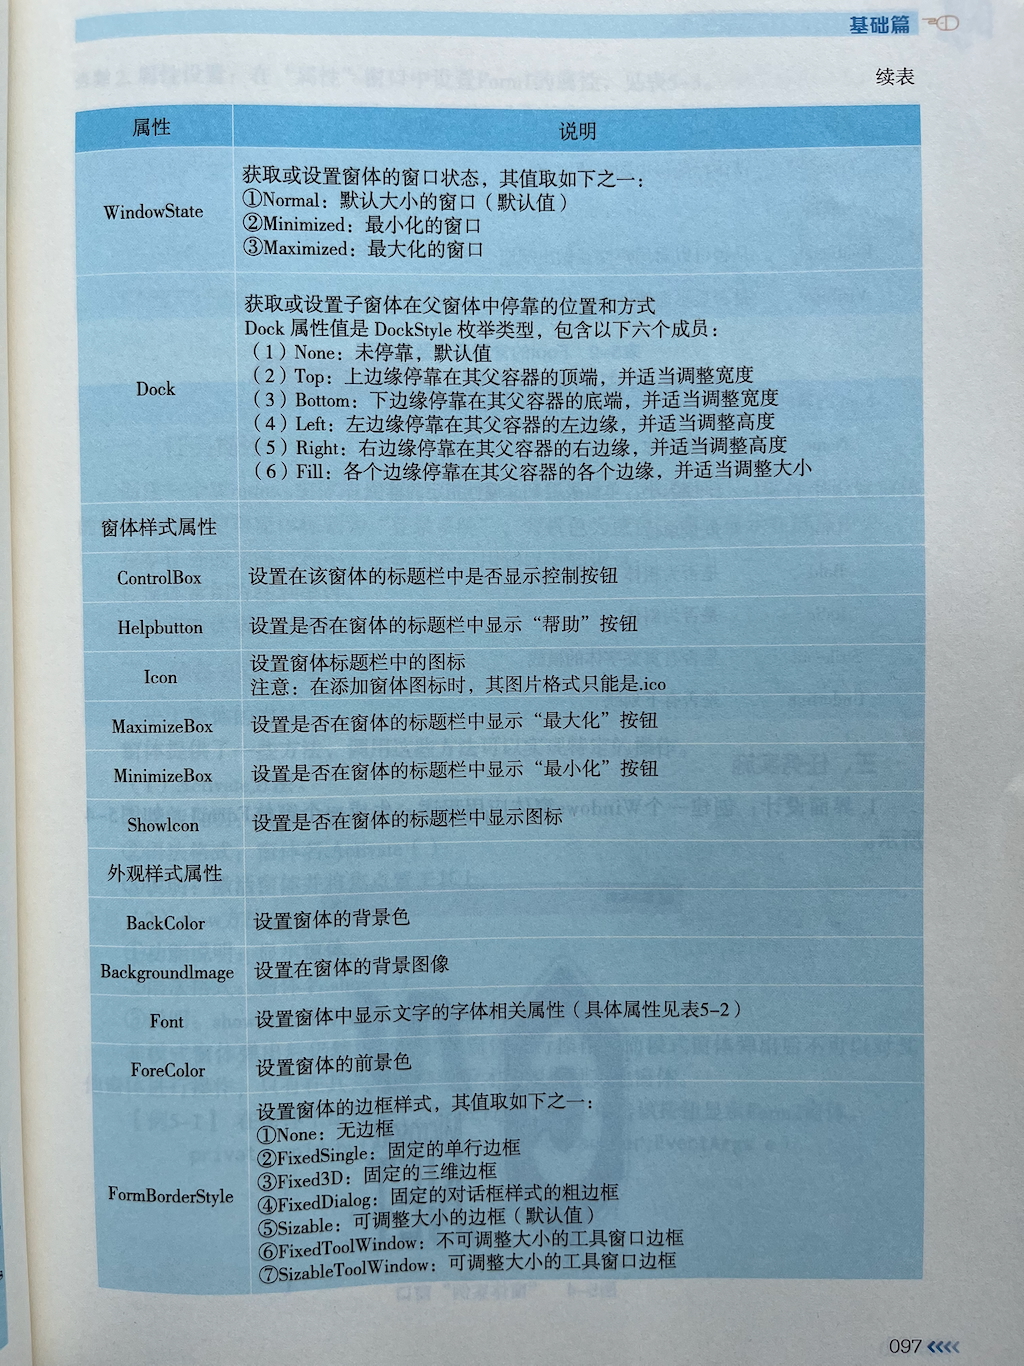 基础篇
续表
属性 说明
WindowState
获取或设置窗体的窗口状态，其值取如下之一：
①Normal：默认大小的窗口（默认值）
②Minimized：最小化的窗口
③Maximized：最大化的窗口
Dock
获取或设置子窗体在父窗体中停靠的位置和方式
Dock 属性值是 DockStyle 枚举类型，包含以下六个成员：
（1）None：未停靠，默认值
（2）Top：上边缘停靠在其父容器的顶端，并适当调整宽度
（3）Bottom：下边缘停靠在其父容器的底端，并适当调整宽度
（4）Left：左边缘停靠在其父容器的左边缘，并适当调整高度
（5）Right：右边缘停靠在其父容器的右边缘，并适当调整高度
（6）Fill：各个边缘停靠在其父容器的各个边缘，并适当调整大小
窗体样式属性
ControlBox 设置在该窗体的标题栏中是否显示控制按钮
Helpbutton 设置是否在窗体的标题栏中显示“帮助”按钮
Icon
设置窗体标题栏中的图标
注意：在添加窗体图标时，其图片格式只能是.ico
MaximizeBox 设置是否在窗体的标题栏中显示“最大化”按钮
MinimizeBox 设置是否在窗体的标题栏中显示“最小化”按钮
ShowIcon 设置是否在窗体的标题栏中显示图标
外观样式属性
BackColor 设置窗体的背景色
BackgroundImage 设置在窗体的背景图像
Font 设置窗体中显示文字的字体相关属性（具体属性见表5-2）
ForeColor 设置窗体的前景色
FormBorderStyle
设置窗体的边框样式，其值取如下之一：
①None：无边框
②FixedSingle：固定的单行边框
③Fixed3D：固定的三维边框
④FixedDialog：固定的对话框样式的粗边框
⑤Sizable：可调整大小的边框（默认值）
⑥FixedToolWindow：不可调整大小的工具窗口边框
⑦SizableToolWindow：可调整大小的工具窗口边框
097